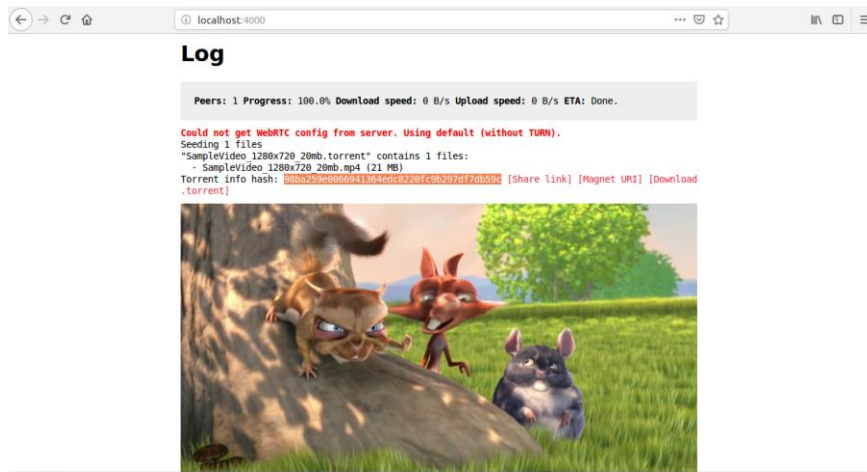 localhost:4000
Log
Peers: 1 Progress: 100.0% Download speed: 0 B/s Upload speed: 0 B/s ETA: Done.
Could not get WebRTC config from server. Using default (without TURN).
Seeding 1 files
"SampleVideo_1280x720_20mb.torrent" contains 1 files:
- SampleVideo_1280x720_20mb.mp4 (21 MB)
Torrent info hash: 98ba259e0066941364edc8220fc9b297df7db59c [Share link] [Magnet URI] [Download
.torrent]